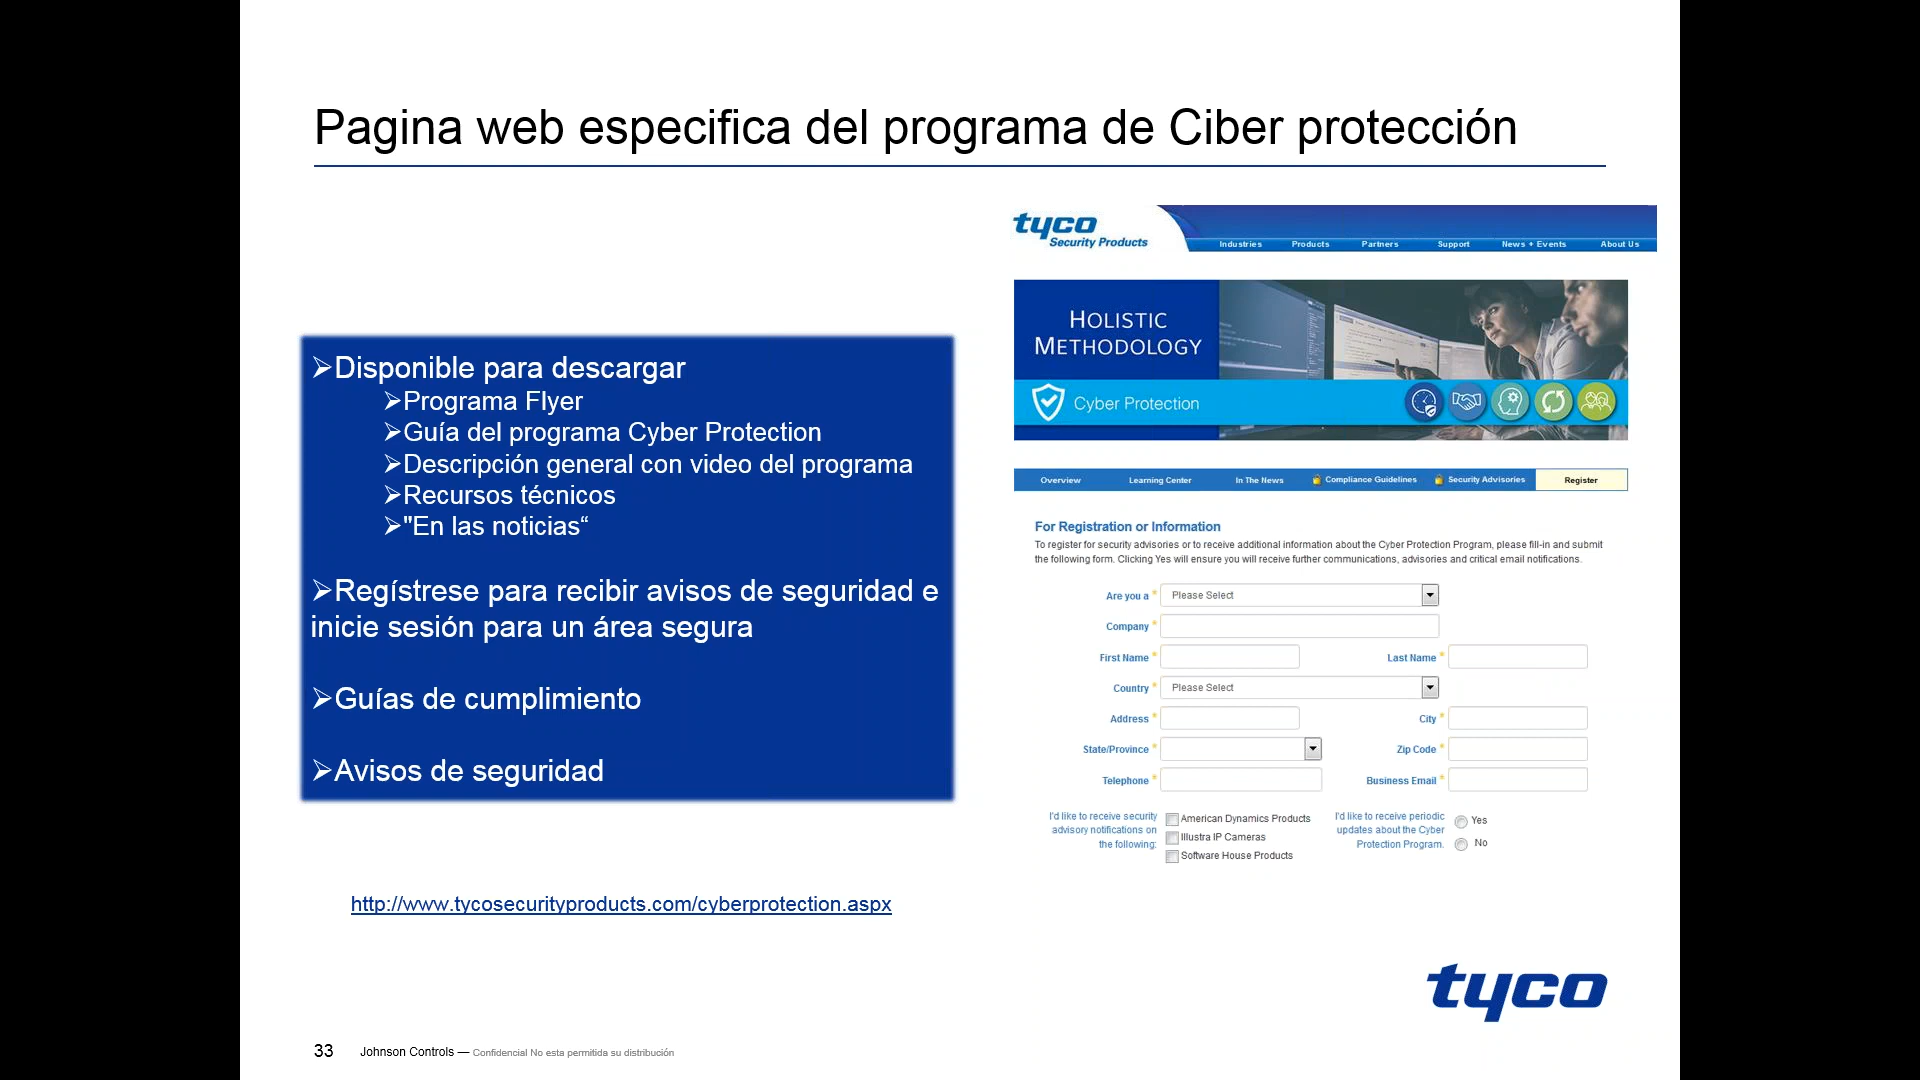 Pagina web especifica del programa de Ciber protección
➢Disponible para descargar
➢Programa Flyer
➢Guía del programa Cyber Protection
➢Descripción general con video del programa
➢Recursos técnicos
➢"En las noticias“
➢Regístrese para recibir avisos de seguridad e
inicie sesión para un área segura
➢Guías de cumplimiento
➢Avisos de seguridad
http://www.tycosecurityproducts.com/cyberprotection.aspx
tyco
Security Products
Industries Products Partners Support News + Events About Us
HOLISTIC
METHODOLOGY
Cyber Protection
Overview Learning Center In The News Compliance Guidelines Security Advisories Register
For Registration or Information
To register for security advisories or to receive additional information about the Cyber Protection Program, please fill-in and submit
the following form. Clicking Yes will ensure you will receive further communications, advisories and critical email notifications.
Are you a * Please Select
Company *
First Name * Last Name *
Country * Please Select
Address * City *
State/Province * Zip Code *
Telephone * Business Email *
I'd like to receive security
advisory notifications on
the following:
American Dynamics Products
Illustra IP Cameras
Software House Products
I'd like to receive periodic
updates about the Cyber
Protection Program.
Yes
No
tyco
33 Johnson Controls — Confidencial No esta permitida su distribución